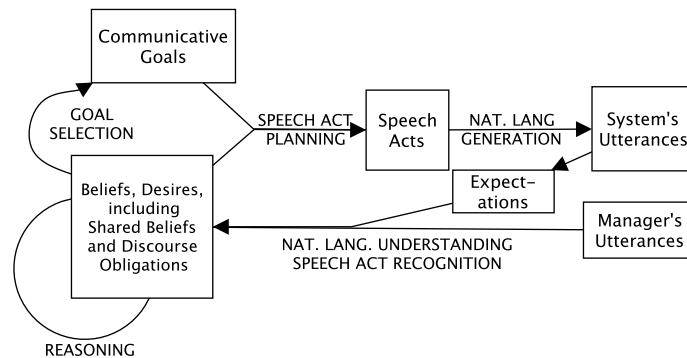 Communicative
Goals
GOAL
SELECTION
SPEECH ACT
PLANNING
Speech
Acts
NAT. LANG
GENERATION
System's
Utterances
Beliefs, Desires,
including
Shared Beliefs
and Discourse
Obligations
Expect-
ations
Manager's
Utterances
NAT. LANG. UNDERSTANDING
SPEECH ACT RECOGNITION
REASONING